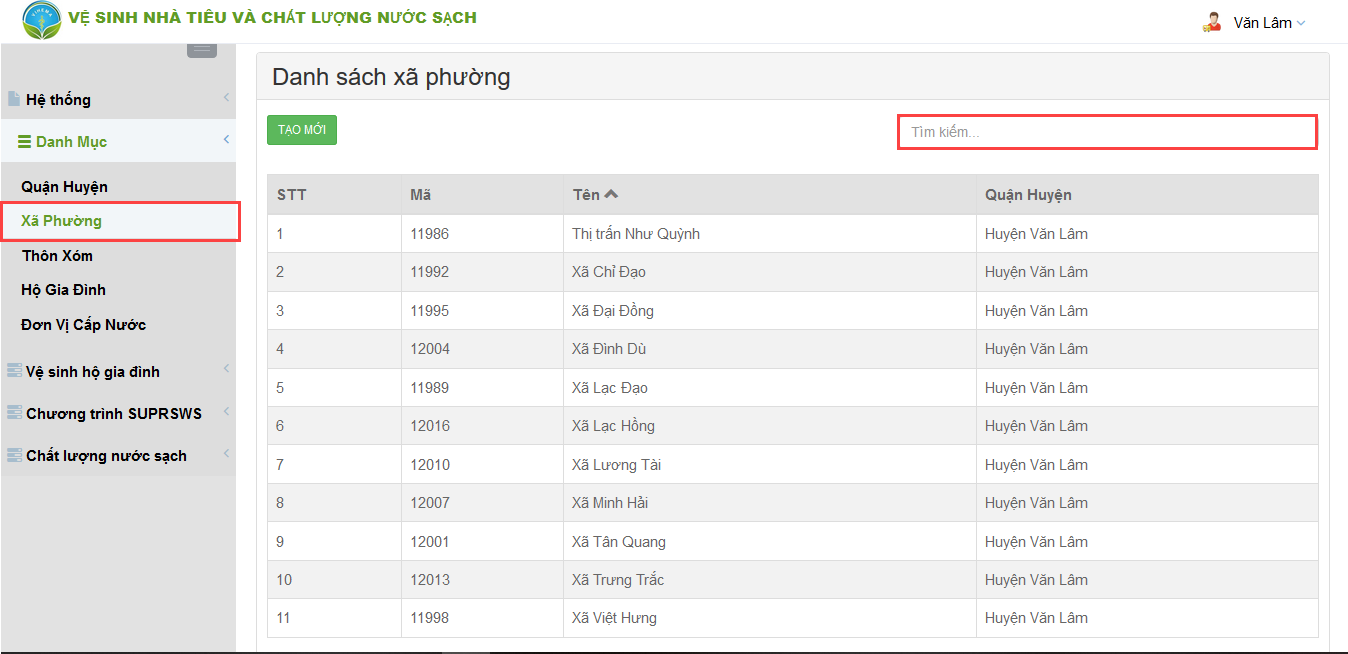 VIHEMA
VỆ SINH NHÀ TIÊU VÀ CHẤT LƯỢNG NƯỚC SẠCH
Văn Lâm
Hệ thống
Danh Mục
Quận Huyện
Xã Phường
Thôn Xóm
Hộ Gia Đình
Đơn Vị Cấp Nước
Vệ sinh hộ gia đình
Chương trình SUPRSWS
Chất lượng nước sạch
Danh sách xã phường
TẠO MỚI
Tìm kiếm...
STT Mã Tên Quận Huyện
1 11986 Thị trấn Như Quỳnh Huyện Văn Lâm
2 11992 Xã Chỉ Đạo Huyện Văn Lâm
3 11995 Xã Đại Đồng Huyện Văn Lâm
4 12004 Xã Đình Dù Huyện Văn Lâm
5 11989 Xã Lạc Đạo Huyện Văn Lâm
6 12016 Xã Lạc Hồng Huyện Văn Lâm
7 12010 Xã Lương Tài Huyện Văn Lâm
8 12007 Xã Minh Hải Huyện Văn Lâm
9 12001 Xã Tân Quang Huyện Văn Lâm
10 12013 Xã Trưng Trắc Huyện Văn Lâm
11 11998 Xã Việt Hưng Huyện Văn Lâm